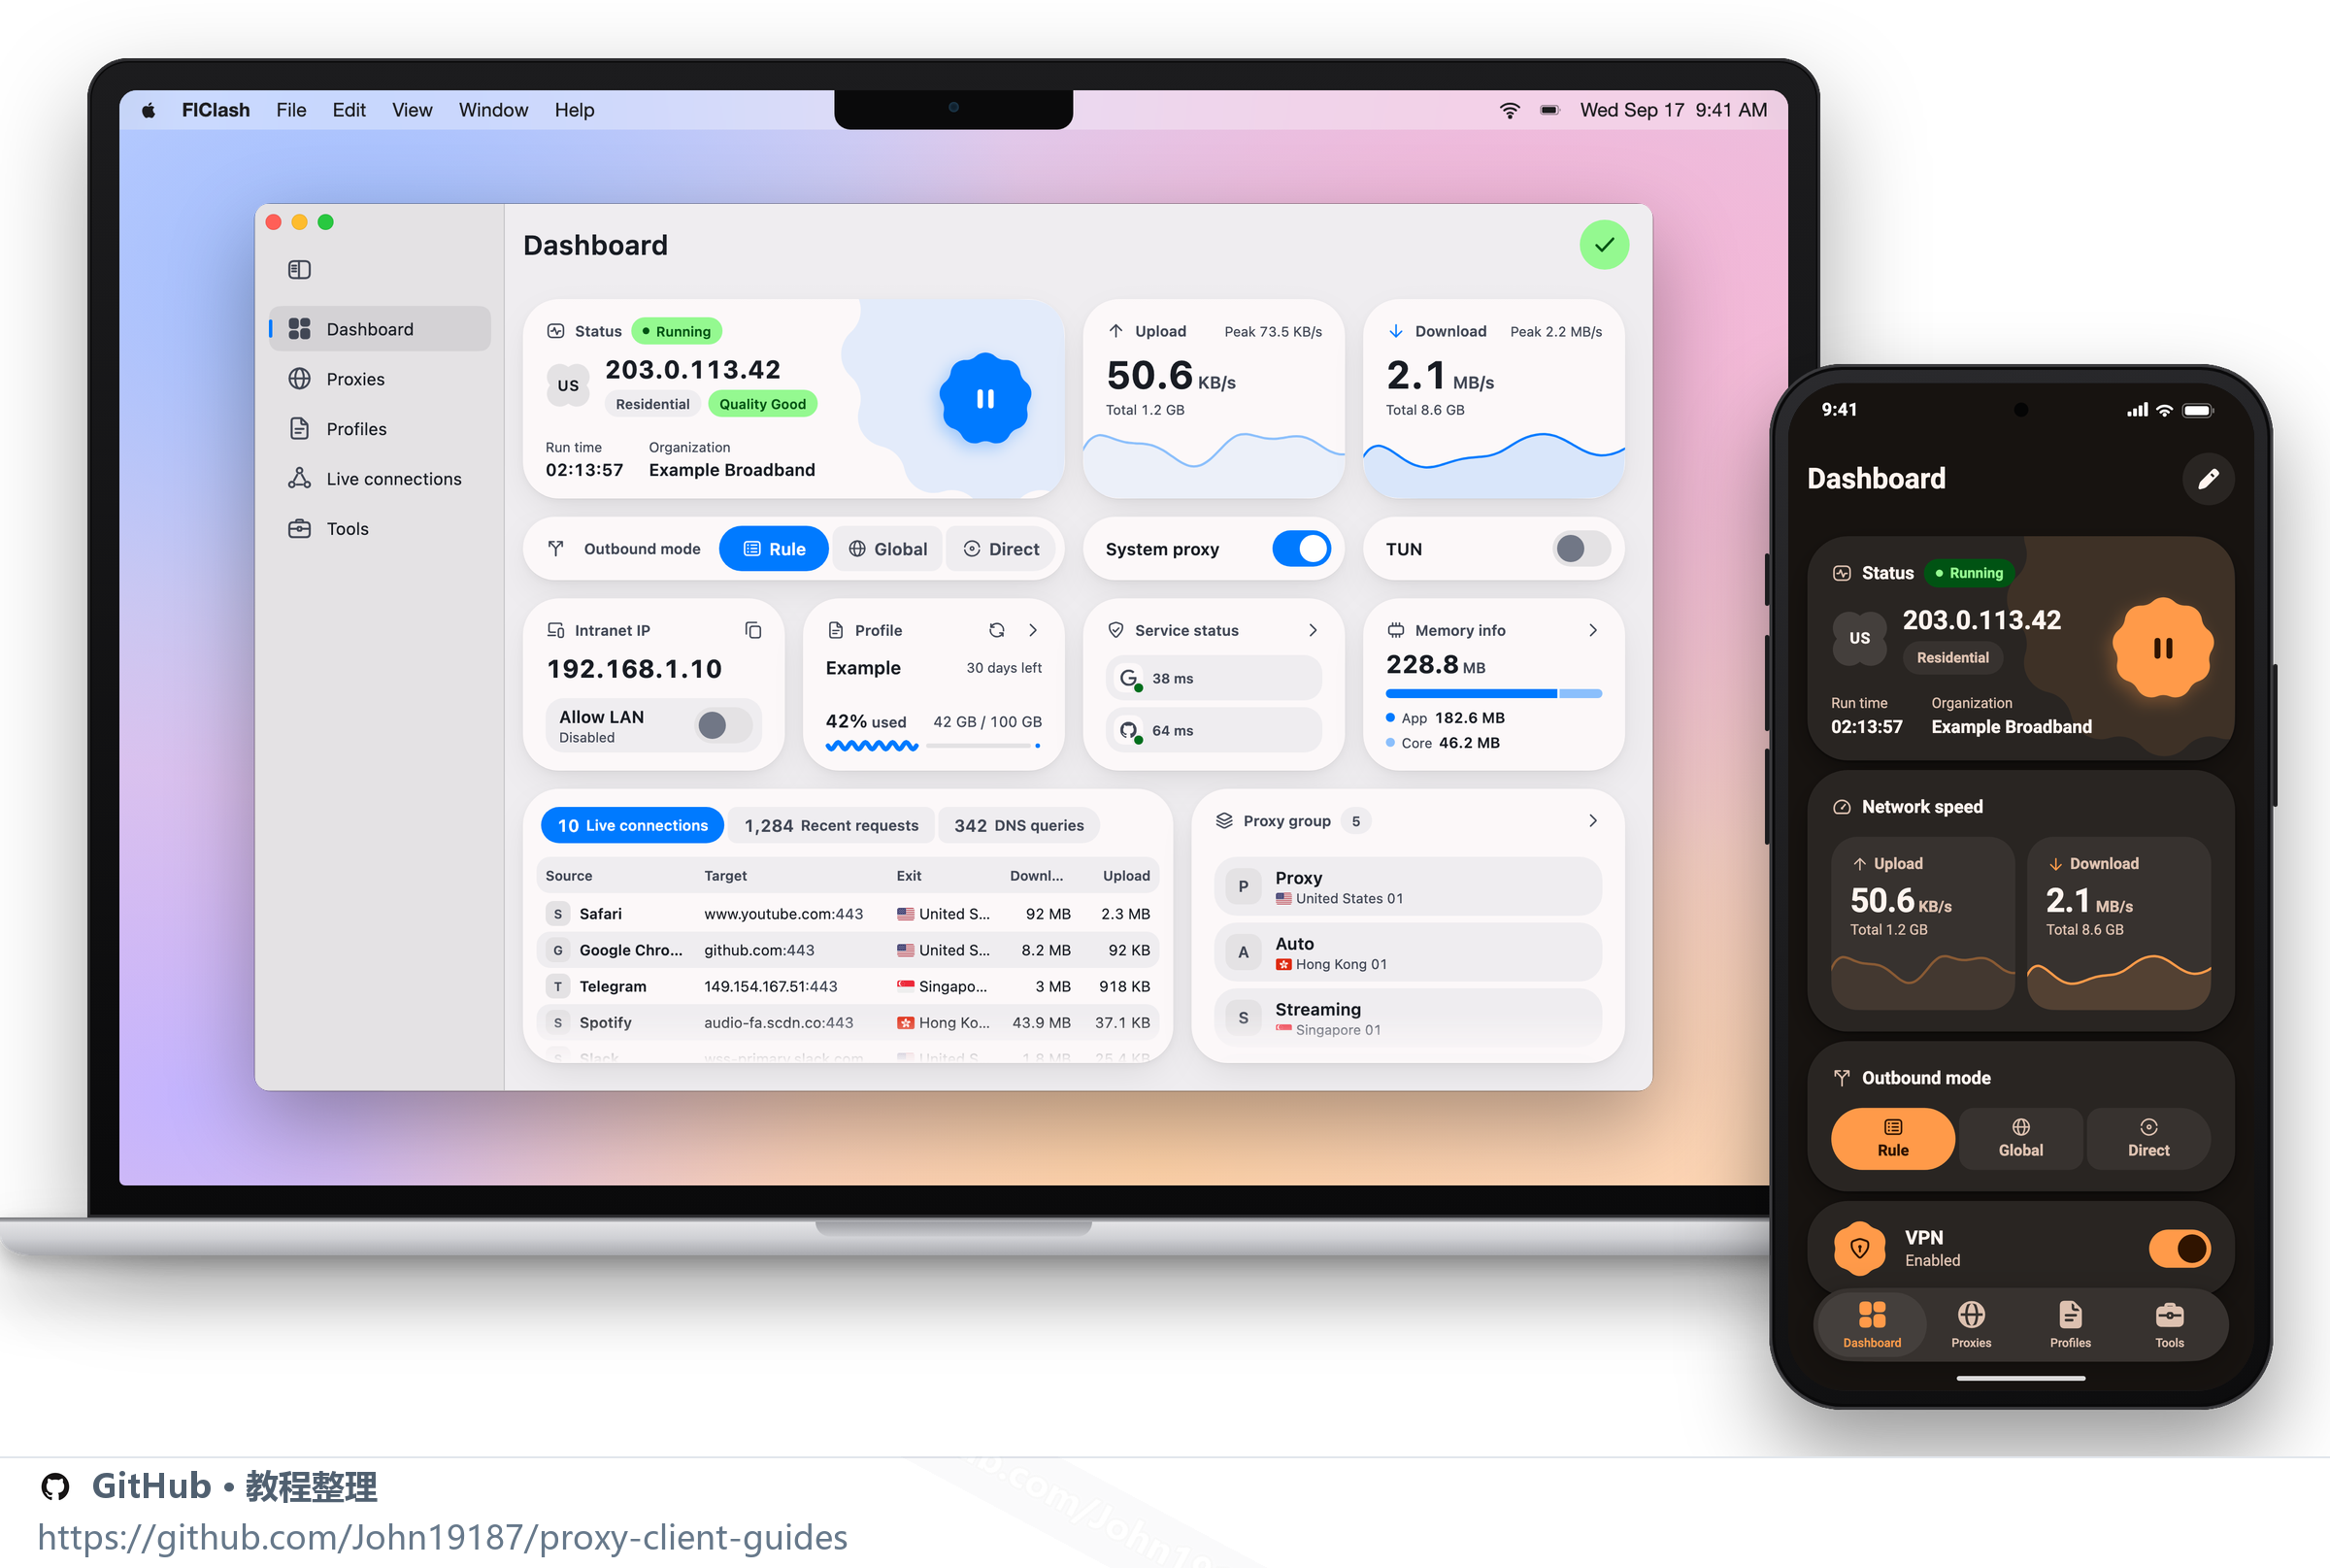 FlClash File Edit View Window Help
Wed Sep 17 9:41 AM
Dashboard
Dashboard
Proxies
Profiles
Live connections
Tools
Status Running
US
203.0.113.42
Residential Quality Good
Run time Organization
02:13:57 Example Broadband
Upload Peak 73.5 KB/s
50.6 KB/s
Total 1.2 GB
Download Peak 2.2 MB/s
2.1 MB/s
Total 8.6 GB
Outbound mode Rule Global Direct
System proxy
TUN
Intranet IP
192.168.1.10
Allow LAN
Disabled
Profile
Example 30 days left
42% used 42 GB / 100 GB
Service status
38 ms
64 ms
Memory info
228.8 MB
App 182.6 MB
Core 46.2 MB
10 Live connections 1,284 Recent requests 342 DNS queries
Source Target Exit Downl... Upload
S Safari www.youtube.com:443 United S... 92 MB 2.3 MB
G Google Chro... github.com:443 United S... 8.2 MB 92 KB
T Telegram 149.154.167.51:443 Singapo... 3 MB 918 KB
S Spotify audio-fa.scdn.co:443 Hong Ko... 43.9 MB 37.1 KB
S Slack wss-primary.slack.com United S... 1.8 MB 25.4 KB
Proxy group 5
P Proxy
United States 01
A Auto
Hong Kong 01
S Streaming
Singapore 01
9:41
Dashboard
Status Running
US
203.0.113.42
Residential
Run time Organization
02:13:57 Example Broadband
Network speed
Upload Download
50.6 KB/s 2.1 MB/s
Total 1.2 GB Total 8.6 GB
Outbound mode
Rule Global Direct
VPN
Enabled
Dashboard Proxies Profiles Tools
GitHub • 教程整理
https://github.com/John19187/proxy-client-guides